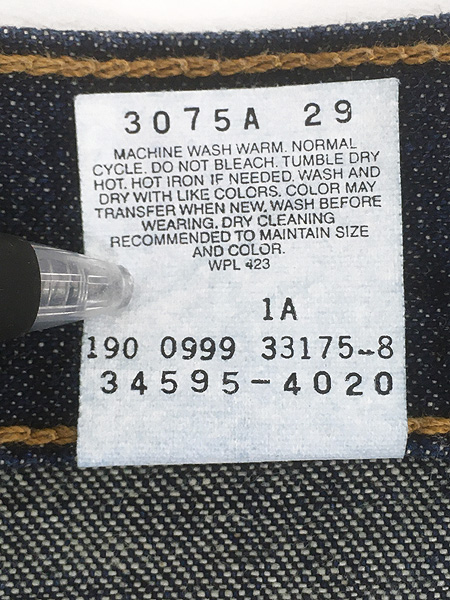 3075A 29
MACHINE WASH WARM. NORMAL
CYCLE. DO NOT BLEACH. TUMBLE DRY
HOT. HOT IRON IF NEEDED. WASH AND
DRY WITH LIKE COLORS. COLOR MAY
TRANSFER WHEN NEW. WASH BEFORE
WEARING. DRY CLEANING
RECOMMENDED TO MAINTAIN SIZE
AND COLOR.
WPL 423
1A
190 0999 33175-8
34595-4020